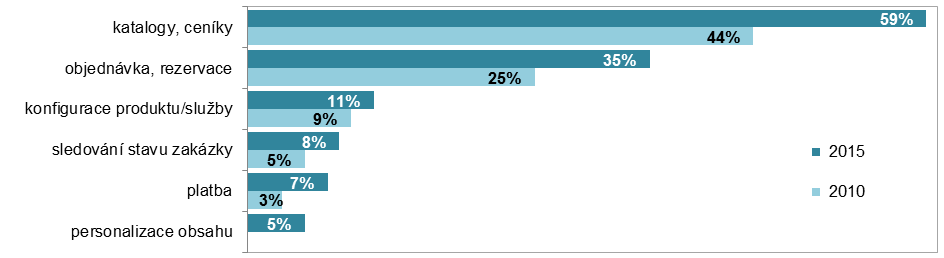 katalogy, ceníky
59%
44%
objednávka, rezervace
35%
25%
konfigurace produktu/služby
11%
9%
sledování stavu zakázky
8%
5%
platba
7%
3%
personalizace obsahu
5%
2015
2010